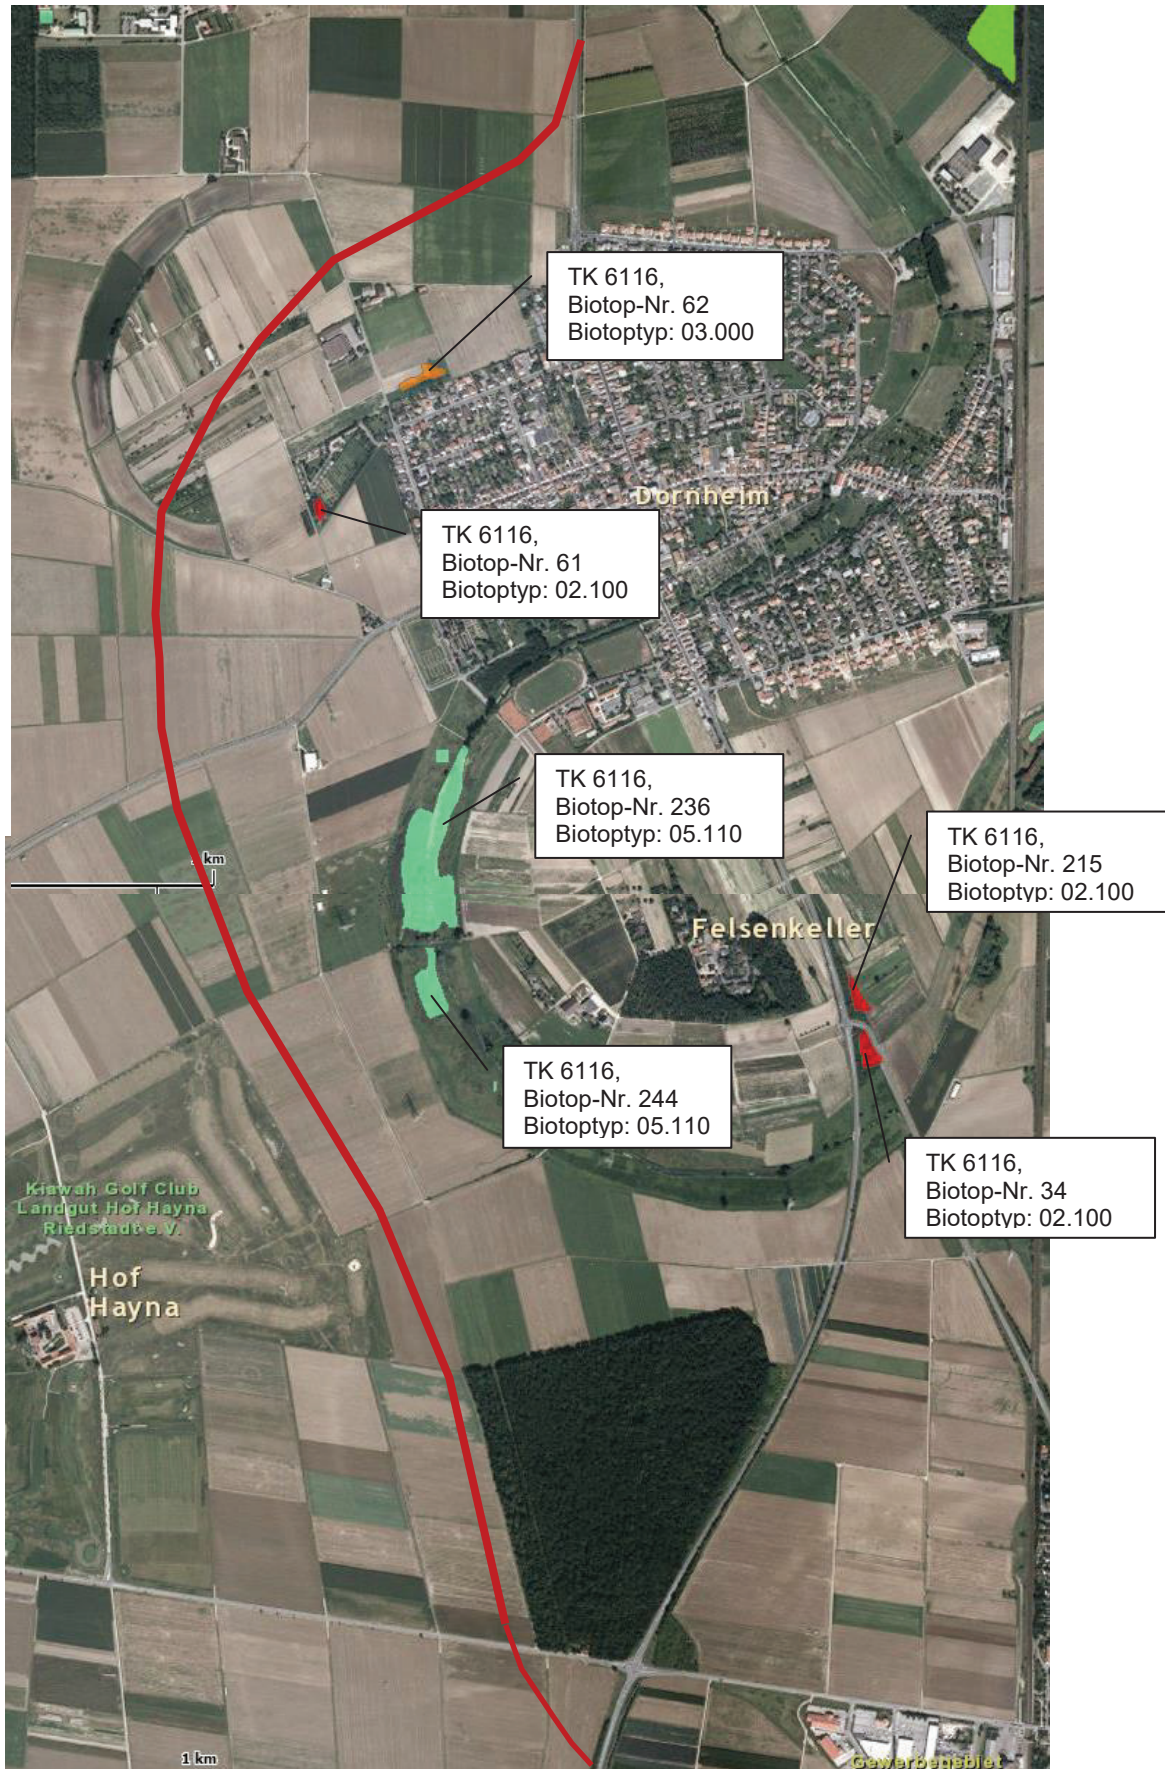 TK 6116,
Biotop-Nr. 62
Biotoptyp: 03.000
Dornheim
TK 6116,
Biotop-Nr. 61
Biotoptyp: 02.100
TK 6116,
Biotop-Nr. 236
Biotoptyp: 05.110
TK 6116,
Biotop-Nr. 215
Biotoptyp: 02.100
km
Felsenkeller
TK 6116,
Biotop-Nr. 244
Biotoptyp: 05.110
TK 6116,
Biotop-Nr. 34
Biotoptyp: 02.100
Kiawah Golf Club
Landgut Hof Hayna
Riedstadt e.V.
Hof
Hayna
1 km
Gewerbegebiet